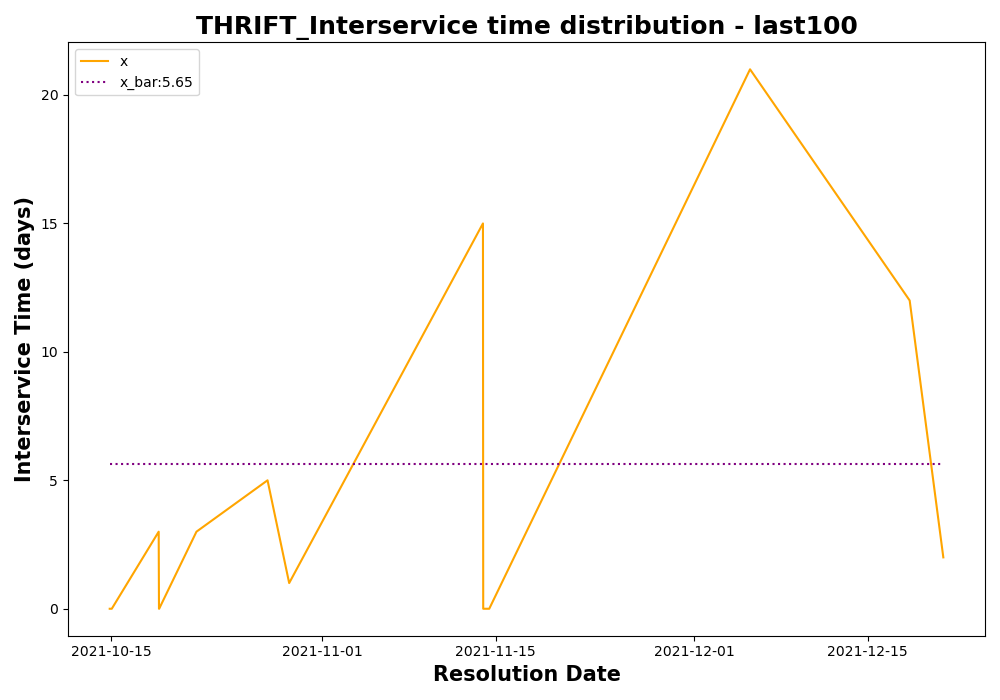 THRIFT_Interservice time distribution - last100
x
x_bar:5.65
Interservice Time (days)
20
15
10
5
0
2021-10-15
2021-11-01
2021-11-15
2021-12-01
2021-12-15
Resolution Date